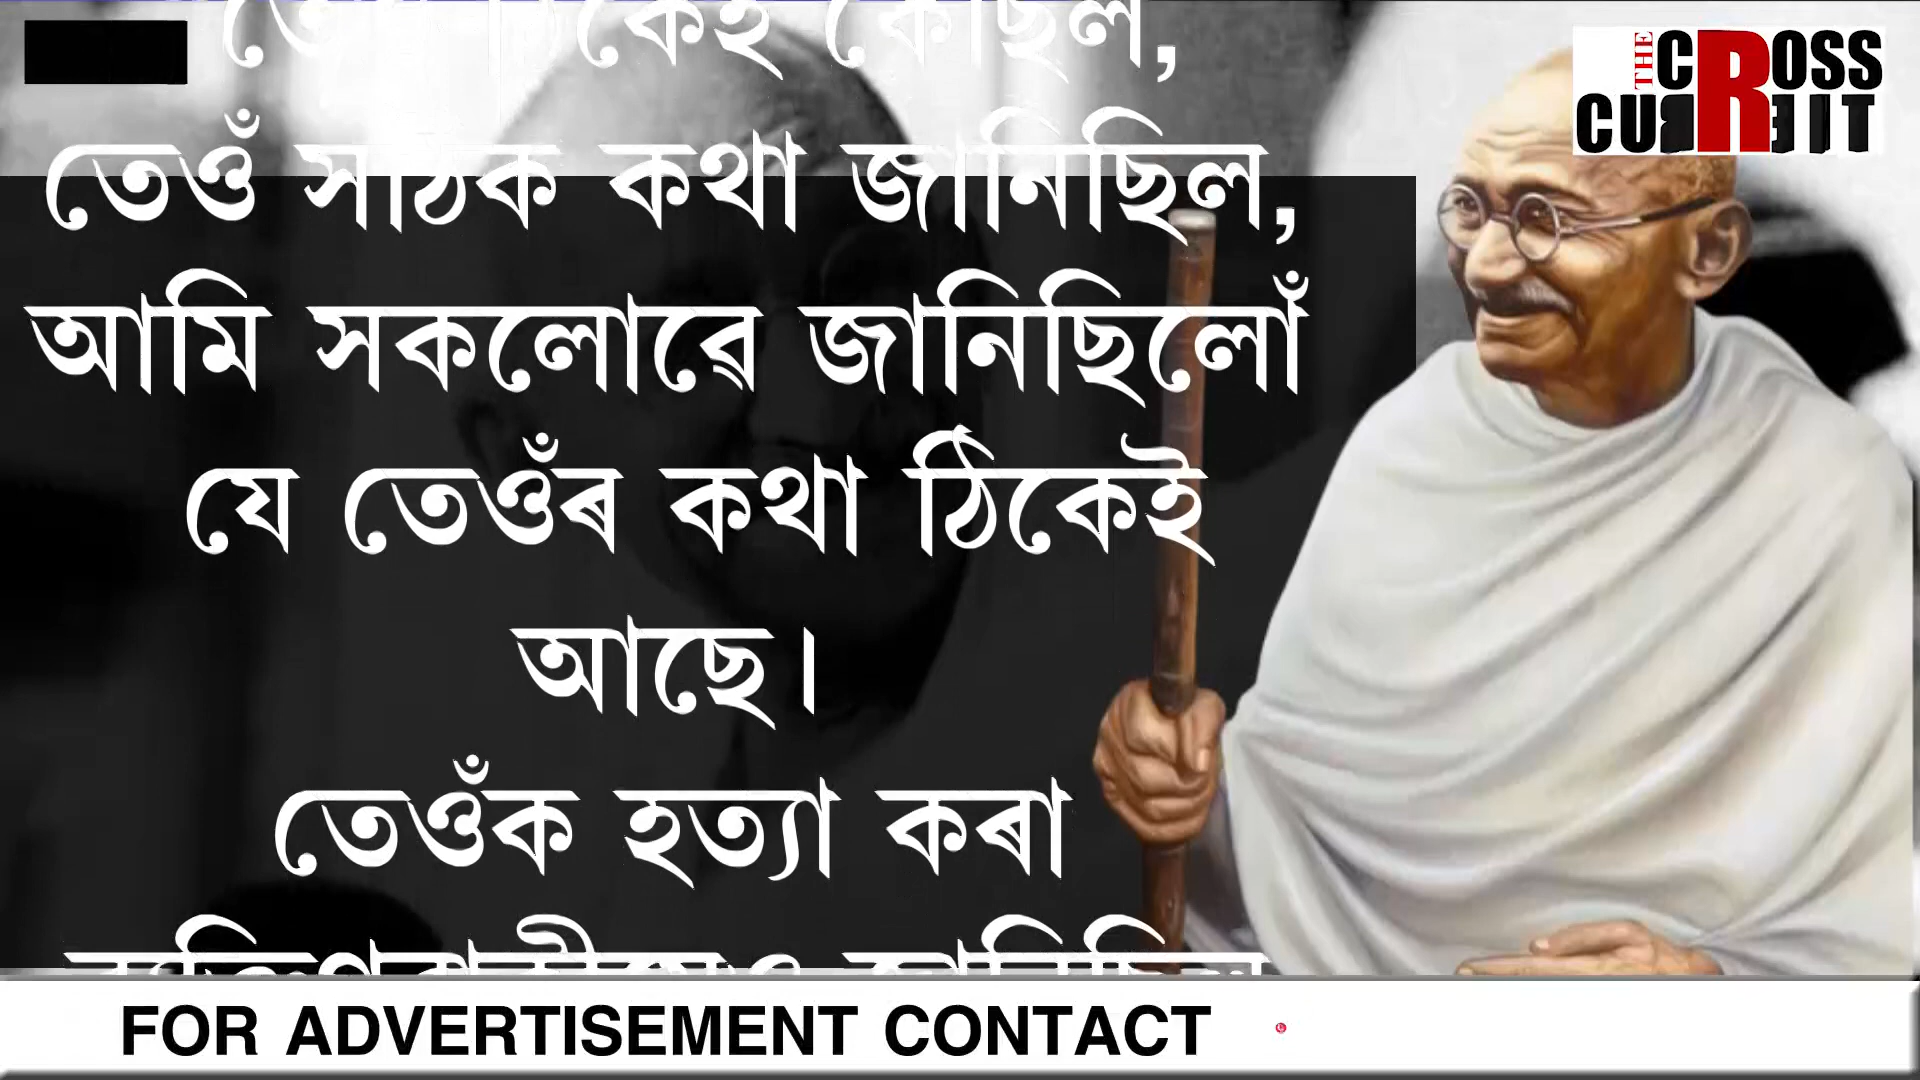 কৈছিল,
তেওঁ সঠিক কথা জানিছিল,
আমি সকলোৱে জানিছিলোঁ
যে তেওঁৰ কথা ঠিকেই
আছে।
তেওঁক হত্যা কৰা
জানিছিল
THE CROSS
CURRENT
FOR ADVERTISEMENT CONTACT